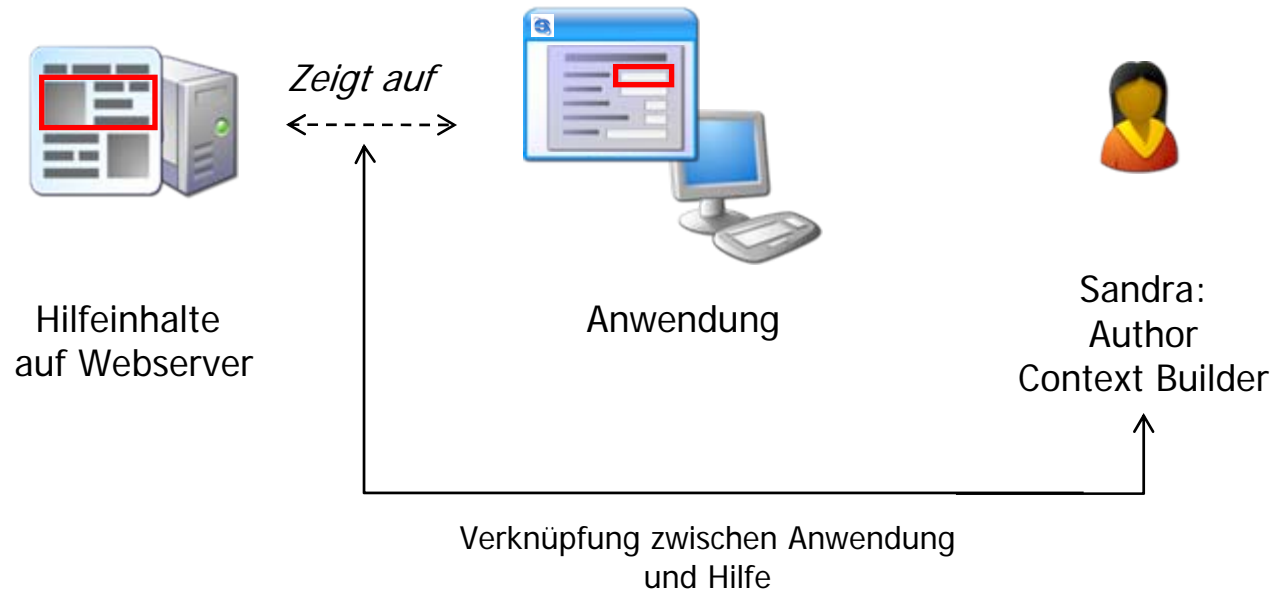 Zeigt auf
Hilfeinhalte
auf Webserver
Anwendung
Sandra:
Author
Context Builder
Verknüpfung zwischen Anwendung
und Hilfe